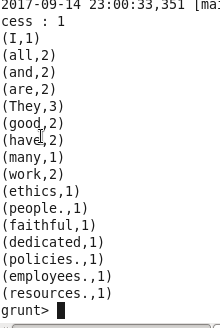 2017-09-14 23:00:33,351 [mai
cess : 1
(I,1)
(all,2)
(and,2)
(are,2)
(They,3)
(good,2)
(have,2)
(many,1)
(work,2)
(ethics,1)
(people.,1)
(faithful,1)
(dedicated,1)
(policies.,1)
(employees.,1)
(resources.,1)
grunt>